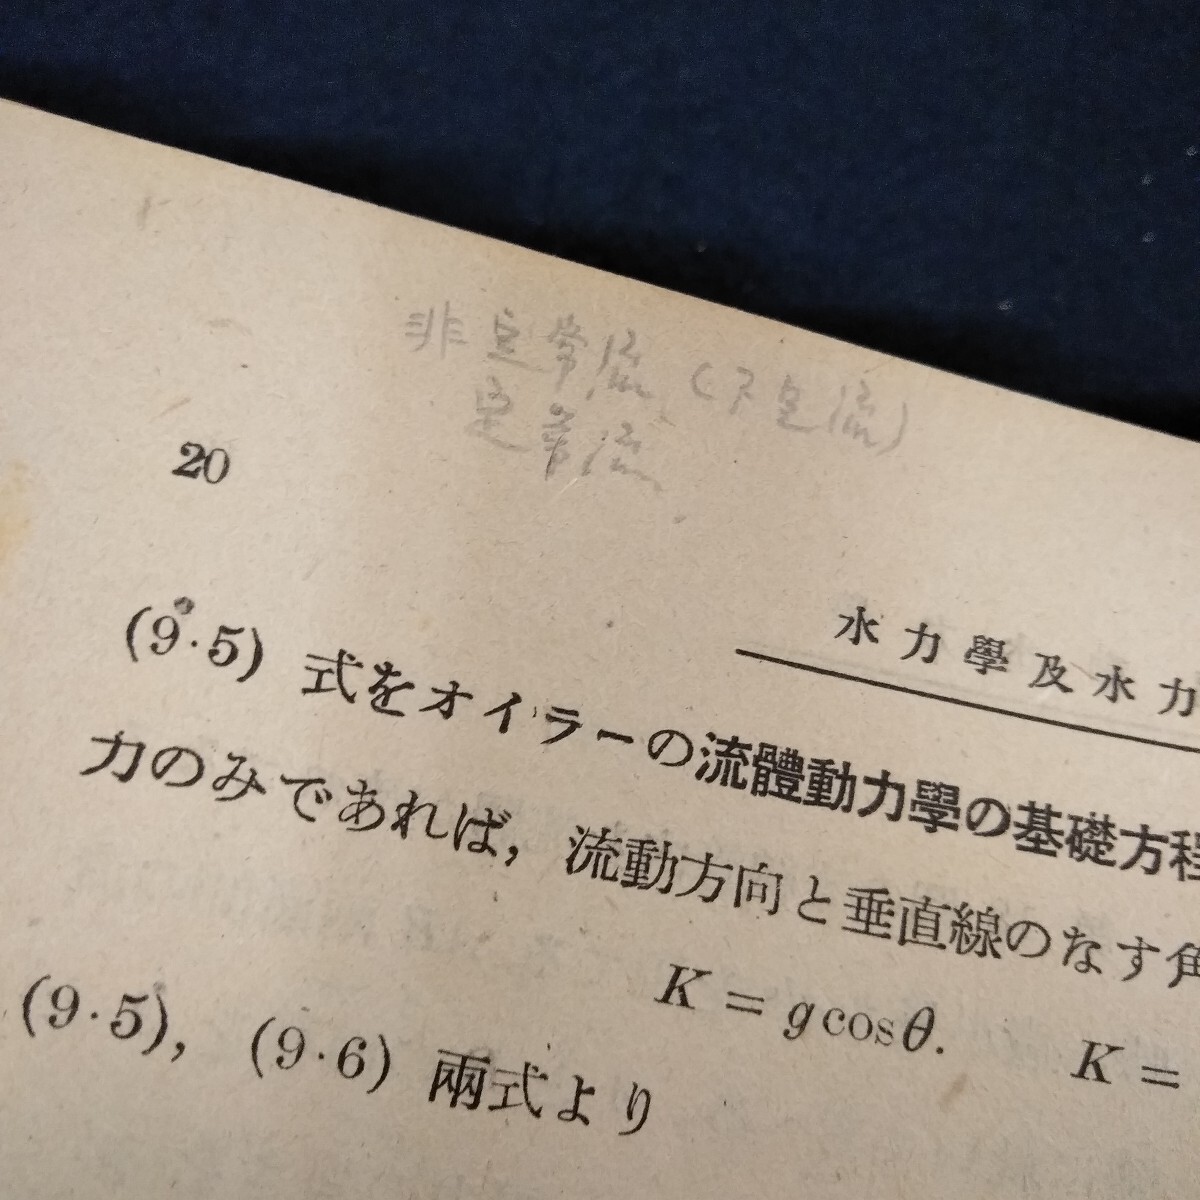 非定常流(不定流)
定常流
20
水力學及水力
(9·5) 式をオイラーの流體動力學の基礎方程
力のみであれば, 流動方向と垂直線のなす角
K = g cosθ. K =
(9·5), (9·6) 兩式より